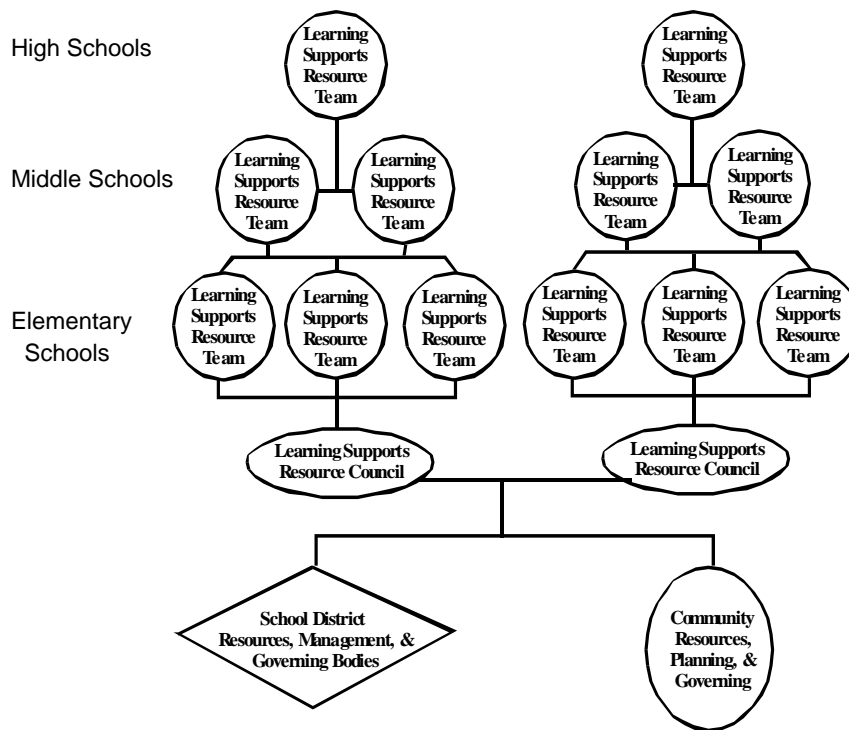 High Schools
Learning
Supports
Resource
Team
Learning
Supports
Resource
Team
Middle Schools
Learning
Supports
Resource
Team
Learning
Supports
Resource
Team
Learning
Supports
Resource
Team
Learning
Supports
Resource
Team
Elementary
Schools
Learning
Supports
Resource
Team
Learning
Supports
Resource
Team
Learning
Supports
Resource
Team
Learning
Supports
Resource
Team
Learning
Supports
Resource
Team
Learning
Supports
Resource
Team
Learning Supports
Resource Council
Learning Supports
Resource Council
School District
Resources, Management, &
Governing Bodies
Community
Resources,
Planning, &
Governing